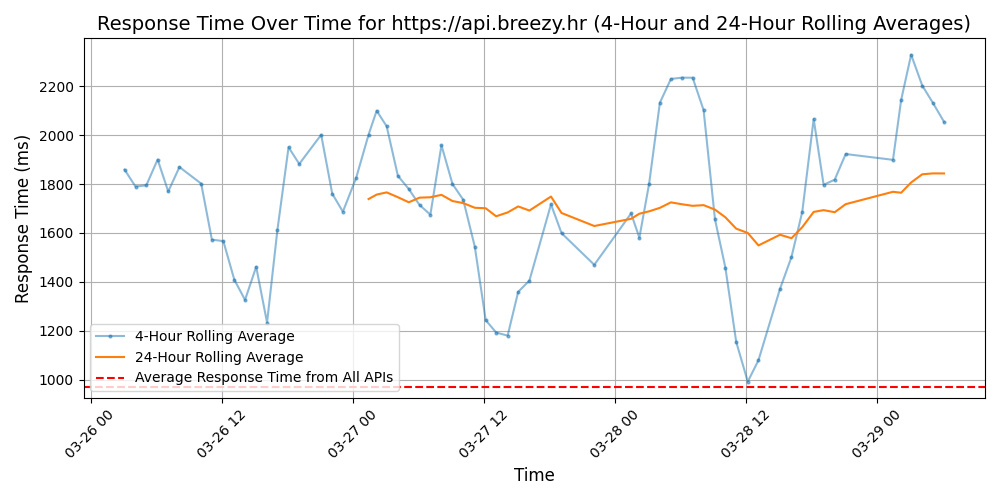 Response Time Over Time for https://api.breezy.hr (4-Hour and 24-Hour Rolling Averages)
Response Time (ms)
2200
2000
1800
1600
1400
1200
1000
4-Hour Rolling Average
24-Hour Rolling Average
Average Response Time from All APIs
03-26 00
03-26 12
03-27 00
03-27 12
03-28 00
03-28 12
03-29 00
Time